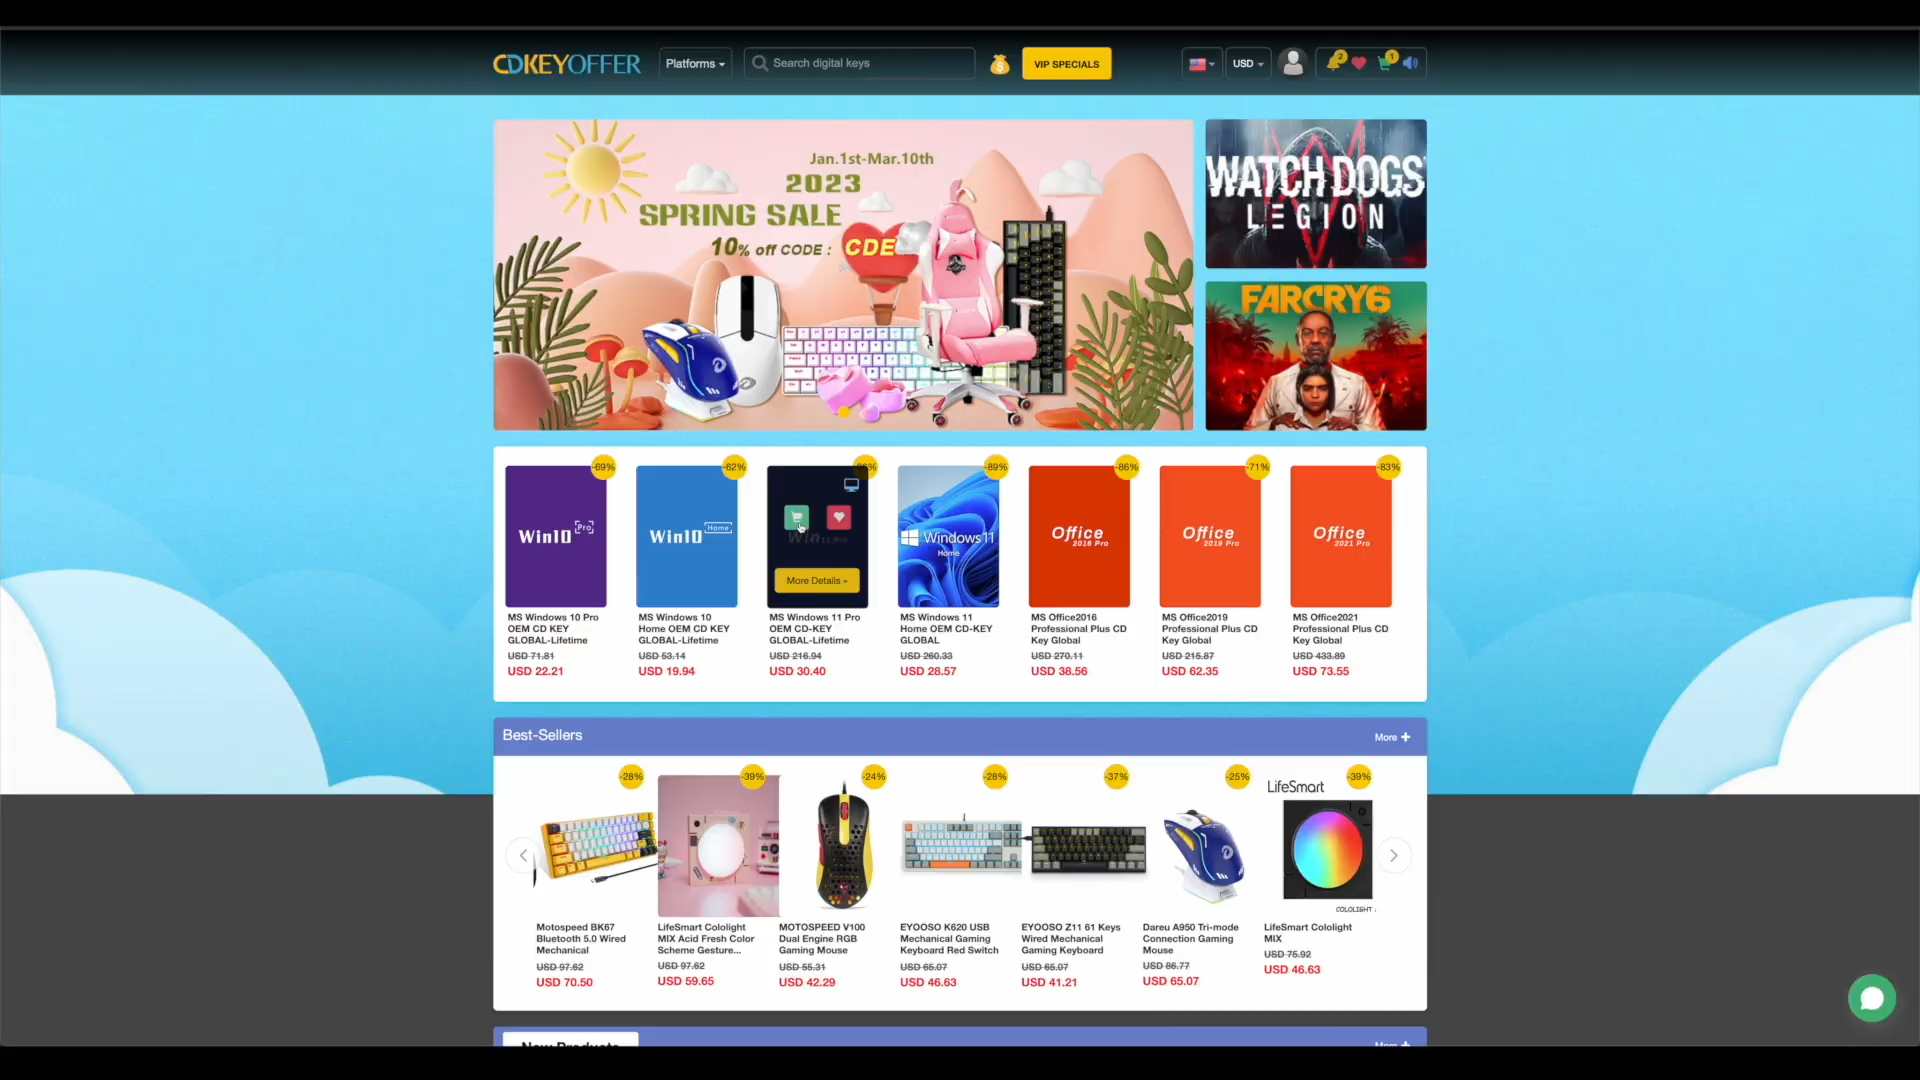 CDKEYOFFER
Platforms
Search digital keys
VIP SPECIALS
USD
2
1
Jan.1st-Mar.10th
2023
SPRING SALE
10% off CODE : CDE
WATCH DOGS
LEGION
FARCRY6
-69%
-62%
-86%
-89%
-86%
-71%
-83%
Win10 Pro
Win10 Home
Win 11 Pro
More Details »
Windows 11
Home
Office
2016 Pro
Office
2019 Pro
Office
2021 Pro
MS Windows 10 Pro
OEM CD KEY
GLOBAL-Lifetime
USD 71.81
USD 22.21
MS Windows 10
Home OEM CD KEY
GLOBAL-Lifetime
USD 53.14
USD 19.94
MS Windows 11 Pro
OEM CD-KEY
GLOBAL-Lifetime
USD 216.94
USD 30.40
MS Windows 11
Home OEM CD-KEY
GLOBAL
USD 260.33
USD 28.57
MS Office2016
Professional Plus CD
Key Global
USD 270.11
USD 38.56
MS Office2019
Professional Plus CD
Key Global
USD 215.87
USD 62.35
MS Office2021
Professional Plus CD
Key Global
USD 433.89
USD 73.55
Best-Sellers
More
-28%
-39%
-24%
-28%
-37%
-25%
-39%
LifeSmart
COLOLIGHT
Motospeed BK67
Bluetooth 5.0 Wired
Mechanical
USD 97.62
USD 70.50
LifeSmart Cololight
MIX Acid Fresh Color
Scheme Gesture...
USD 97.62
USD 59.65
MOTOSPEED V100
Dual Engine RGB
Gaming Mouse
USD 55.31
USD 42.29
EYOOSO K620 USB
Mechanical Gaming
Keyboard Red Switch
USD 65.07
USD 46.63
EYOOSO Z11 61 Keys
Wired Mechanical
Gaming Keyboard
USD 65.07
USD 41.21
Dareu A950 Tri-mode
Connection Gaming
Mouse
USD 86.77
USD 65.07
LifeSmart Cololight
MIX
USD 75.92
USD 46.63
New Products
More